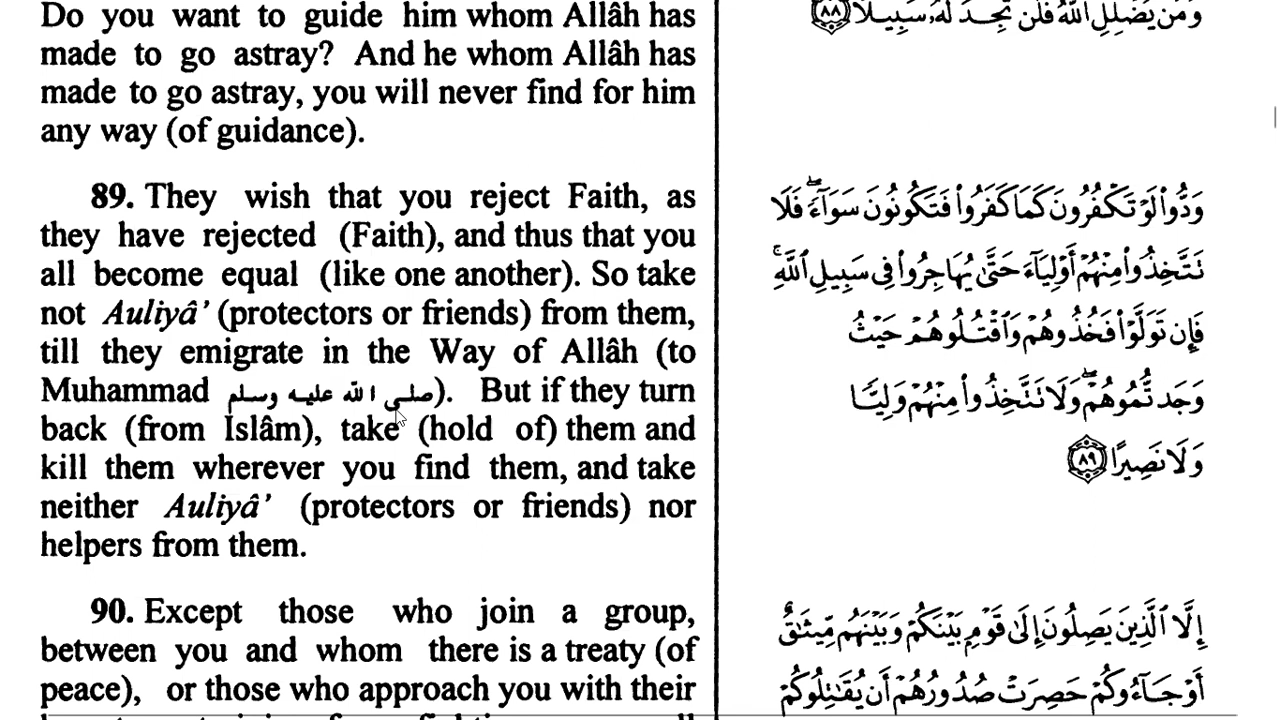 Do you want to guide him whom Allâh has
made to go astray? And he whom Allâh has
made to go astray, you will never find for him
any way (of guidance).
89. They wish that you reject Faith, as
they have rejected (Faith), and thus that you
all become equal (like one another). So take
not Auliyâ' (protectors or friends) from them,
till they emigrate in the Way of Allâh (to
Muhammad صلى الله عليه وسلم). But if they turn
back (from Islâm), take (hold of) them and
kill them wherever you find them, and take
neither Auliyâ' (protectors or friends) nor
helpers from them.
90. Except those who join a group,
between you and whom there is a treaty (of
peace), or those who approach you with their
وَمَن يُضْلِلِ ٱللَّهُ فَلَن تَجِدَ لَهُۥ سَبِيلًا ٨٨
وَدُّوا۟ لَوْ تَكْفُرُونَ كَمَا كَفَرُوا۟ فَتَكُونُونَ سَوَآءً ۖ فَلَا
تَتَّخِذُوا۟ مِنْهُمْ أَوْلِيَآءَ حَتَّىٰ يُهَاجِرُوا۟ فِى سَبِيلِ ٱللَّهِ ۚ
فَإِن تَوَلَّوْا۟ فَخُذُوهُمْ وَٱقْتُلُوهُمْ حَيْثُ
وَجَدتُّمُوهُمْ ۖ وَلَا تَتَّخِذُوا۟ مِنْهُمْ وَلِيًّا
وَلَا نَصِيرًا ٨٩
إِلَّا ٱلَّذِينَ يَصِلُونَ إِلَىٰ قَوْمٍۭ بَيْنَكُمْ وَبَيْنَهُم مِّيثَـٰقٌ
أَوْ جَآءُوكُمْ حَصِرَتْ صُدُورُهُمْ أَن يُقَـٰتِلُوكُمْ